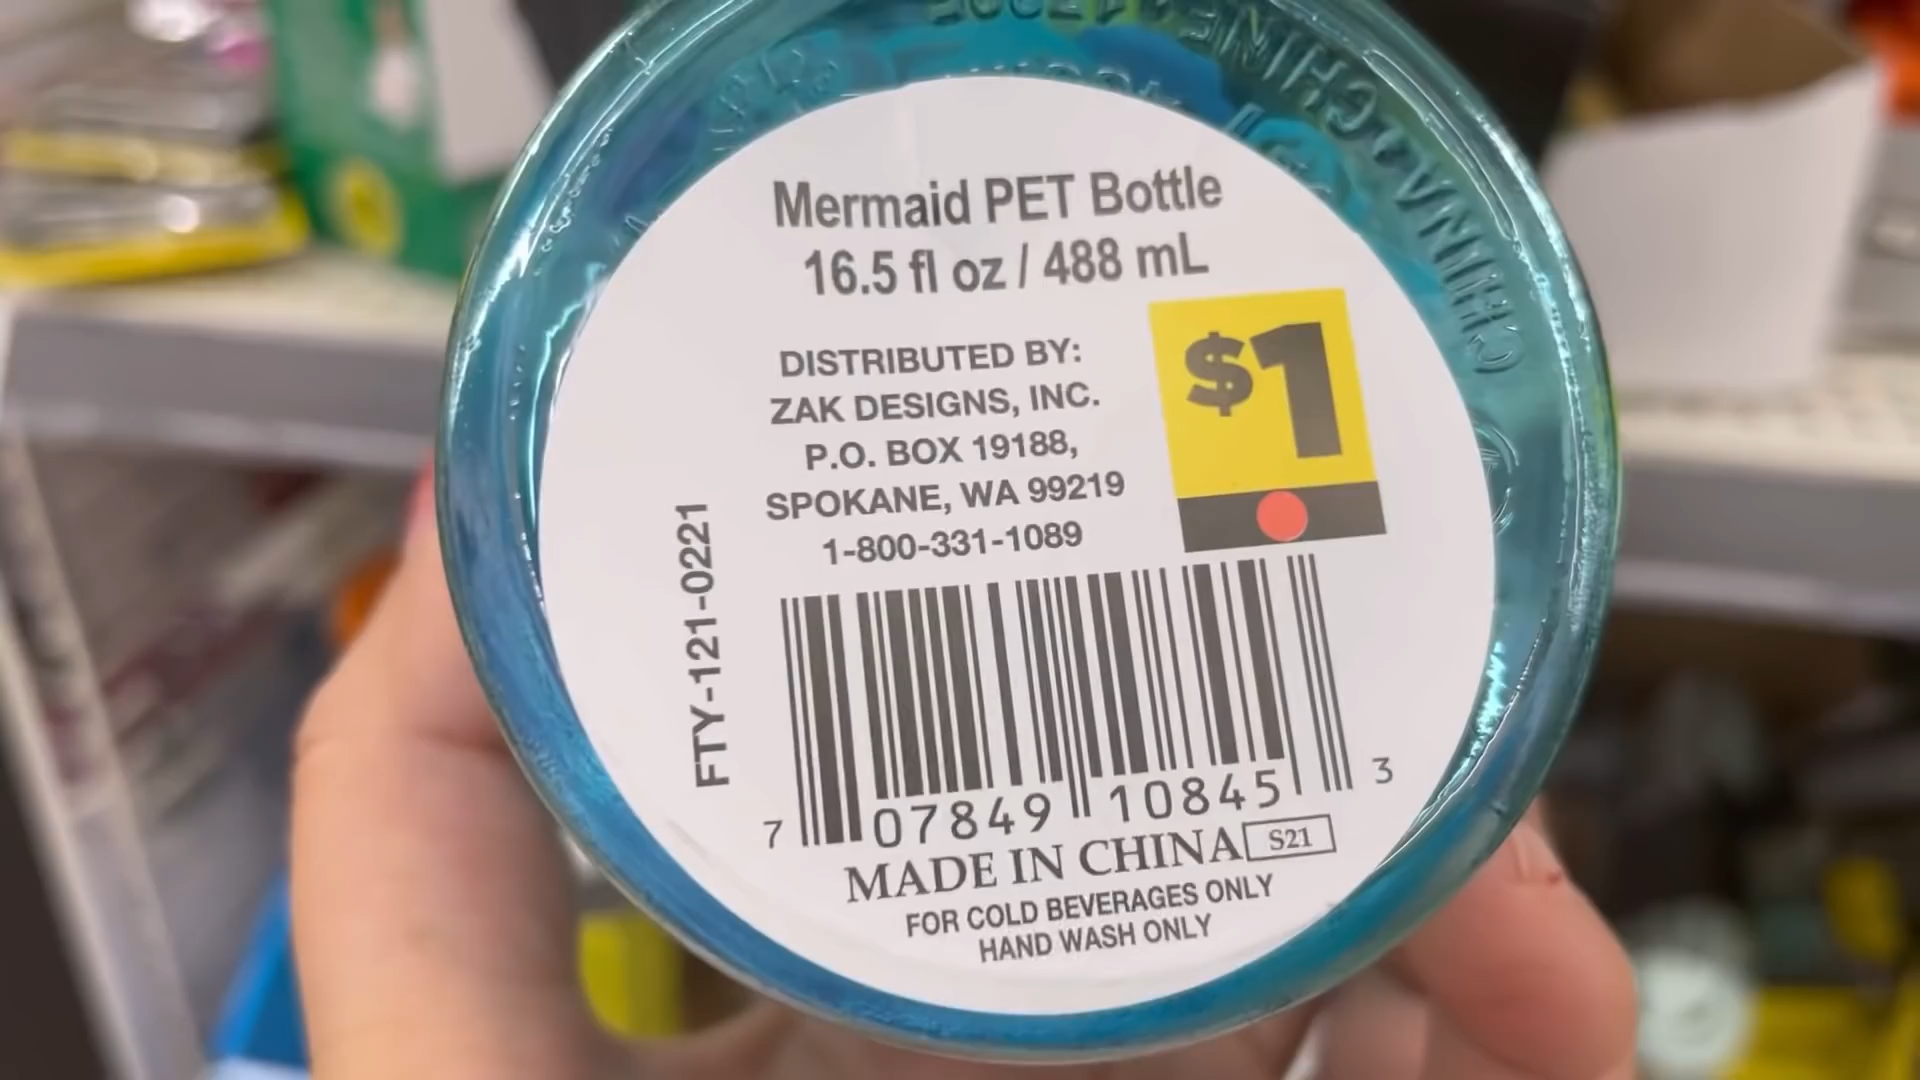 Mermaid PET Bottle
16.5 fl oz / 488 mL
$1
DISTRIBUTED BY:
ZAK DESIGNS, INC.
P.O. BOX 19188,
SPOKANE, WA 99219
1-800-331-1089
FTY-121-0221
7 07849 10845 3
MADE IN CHINA S21
FOR COLD BEVERAGES ONLY
HAND WASH ONLY
CHINA • CHINE